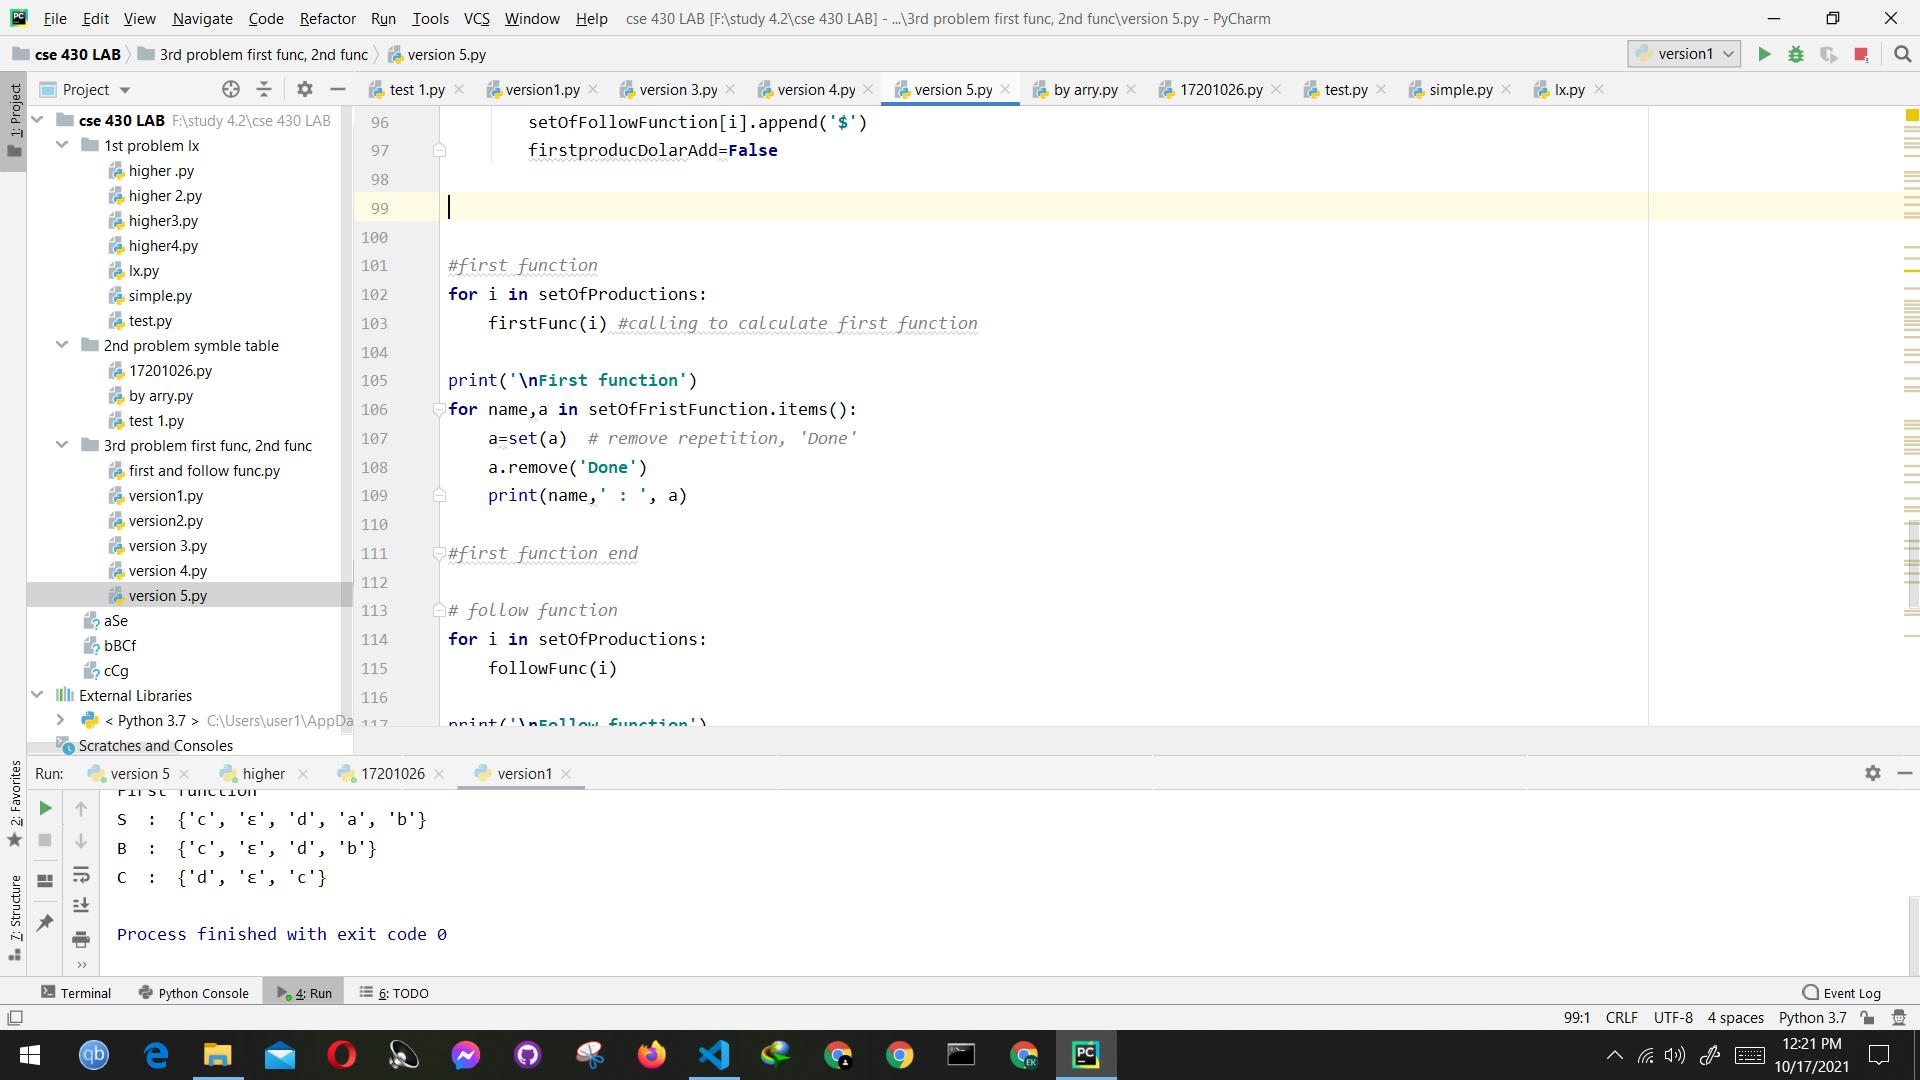 File Edit View Navigate Code Refactor Run Tools VCS Window Help cse 430 LAB [F:\study 4.2\cse 430 LAB] - ...\3rd problem first func, 2nd func\version 5.py - PyCharm
cse 430 LAB 3rd problem first func, 2nd func version 5.py version1
1: Project
Project
test 1.py version1.py version 3.py version 4.py version 5.py by arry.py 17201026.py test.py simple.py lx.py
cse 430 LAB F:\study 4.2\cse 430 LAB
1st problem lx
higher .py
higher 2.py
higher3.py
higher4.py
lx.py
simple.py
test.py
2nd problem symble table
17201026.py
by arry.py
test 1.py
3rd problem first func, 2nd func
first and follow func.py
version1.py
version2.py
version 3.py
version 4.py
version 5.py
aSe
bBCf
cCg
External Libraries
< Python 3.7 > C:\Users\user1\AppDa
Scratches and Consoles
96 setOfFollowFunction[i].append('$')
97 firstproducDolarAdd=False
98
99
100
101 #first function
102 for i in setOfProductions:
103 firstFunc(i) #calling to calculate first function
104
105 print('\nFirst function')
106 for name,a in setOfFristFunction.items():
107 a=set(a) # remove repetition, 'Done'
108 a.remove('Done')
109 print(name,' : ', a)
110
111 #first function end
112
113 # follow function
114 for i in setOfProductions:
115 followFunc(i)
116
117 print('\nFollow function')
2: Favorites
7: Structure
Run: version 5 higher 17201026 version1
First function
S : {'c', 'ε', 'd', 'a', 'b'}
B : {'c', 'ε', 'd', 'b'}
C : {'d', 'ε', 'c'}
Process finished with exit code 0
Terminal Python Console 4: Run 6: TODO Event Log
99:1 CRLF UTF-8 4 spaces Python 3.7
12:21 PM
10/17/2021